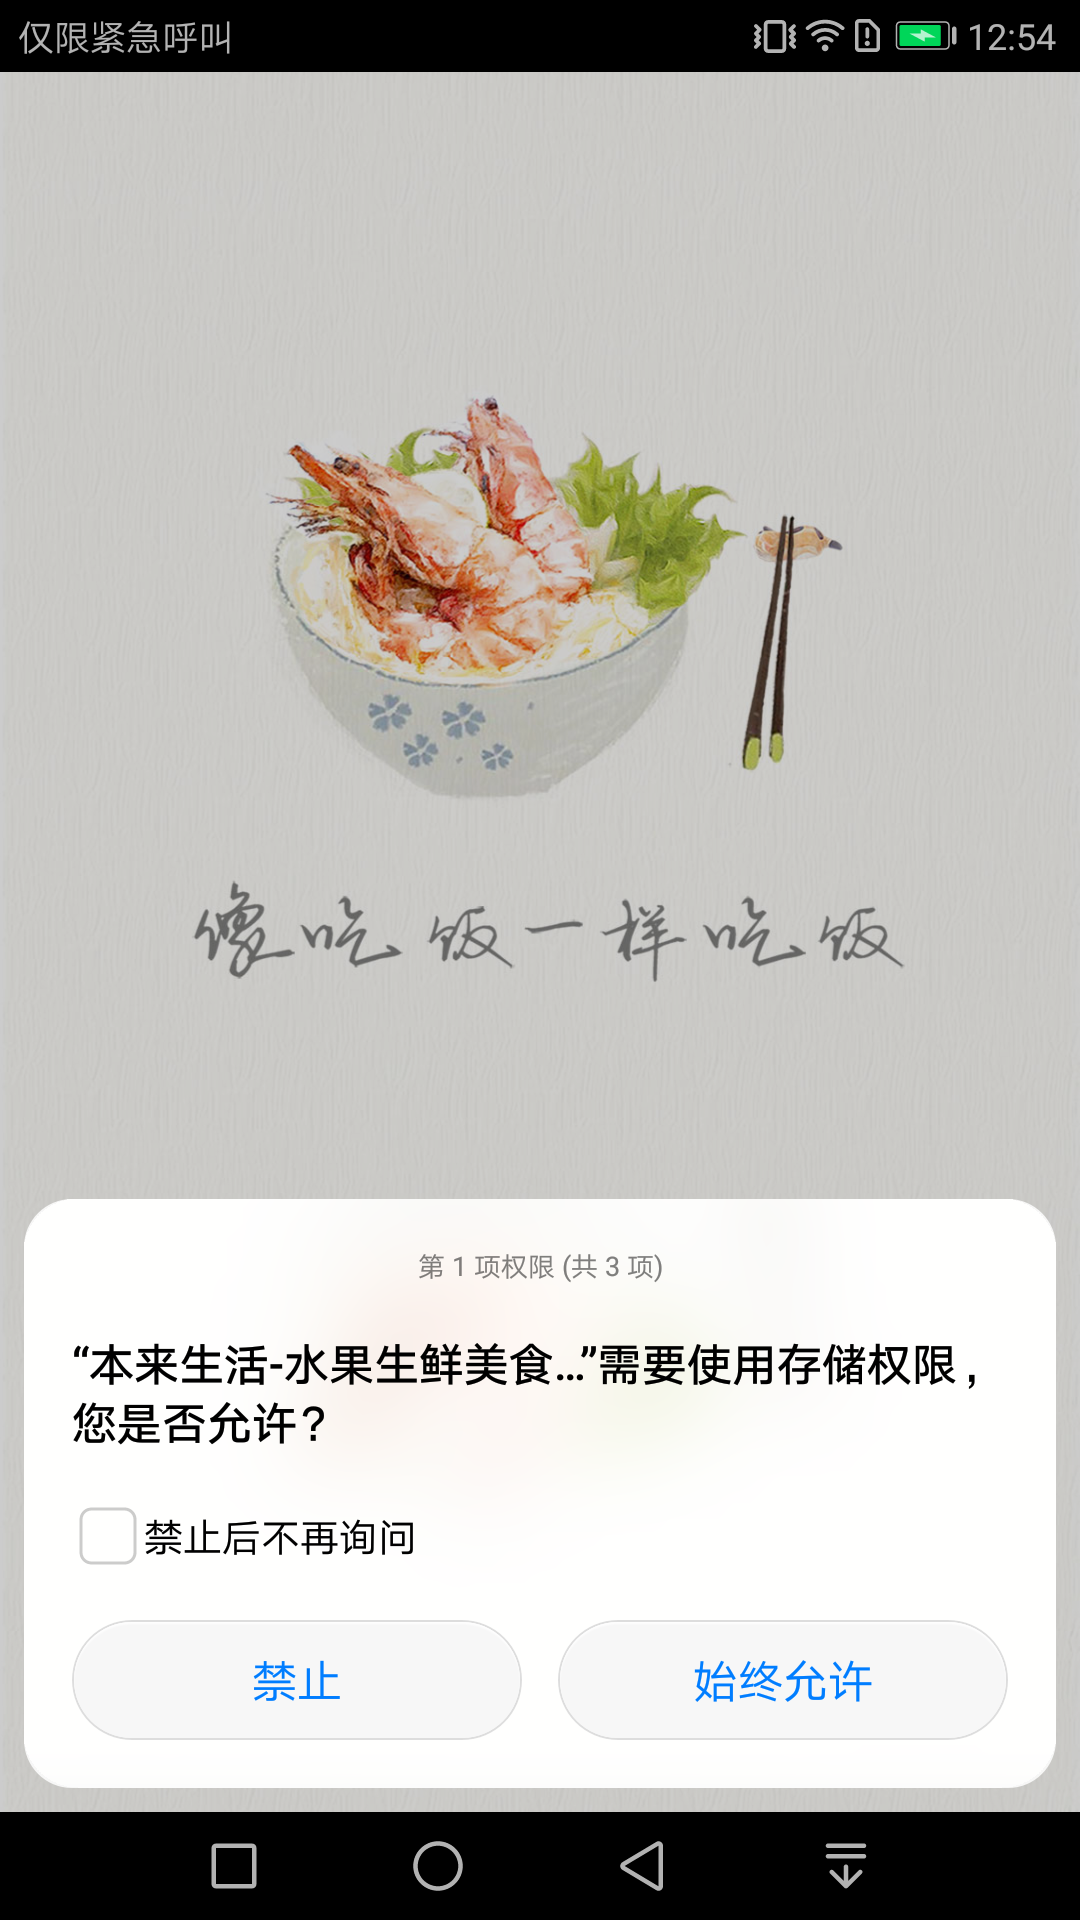 仅限紧急呼叫
12:54
像吃饭一样吃饭
第 1 项权限 (共 3 项)
“本来生活-水果生鲜美食...”需要使用存储权限，
您是否允许？
禁止后不再询问
禁止
始终允许